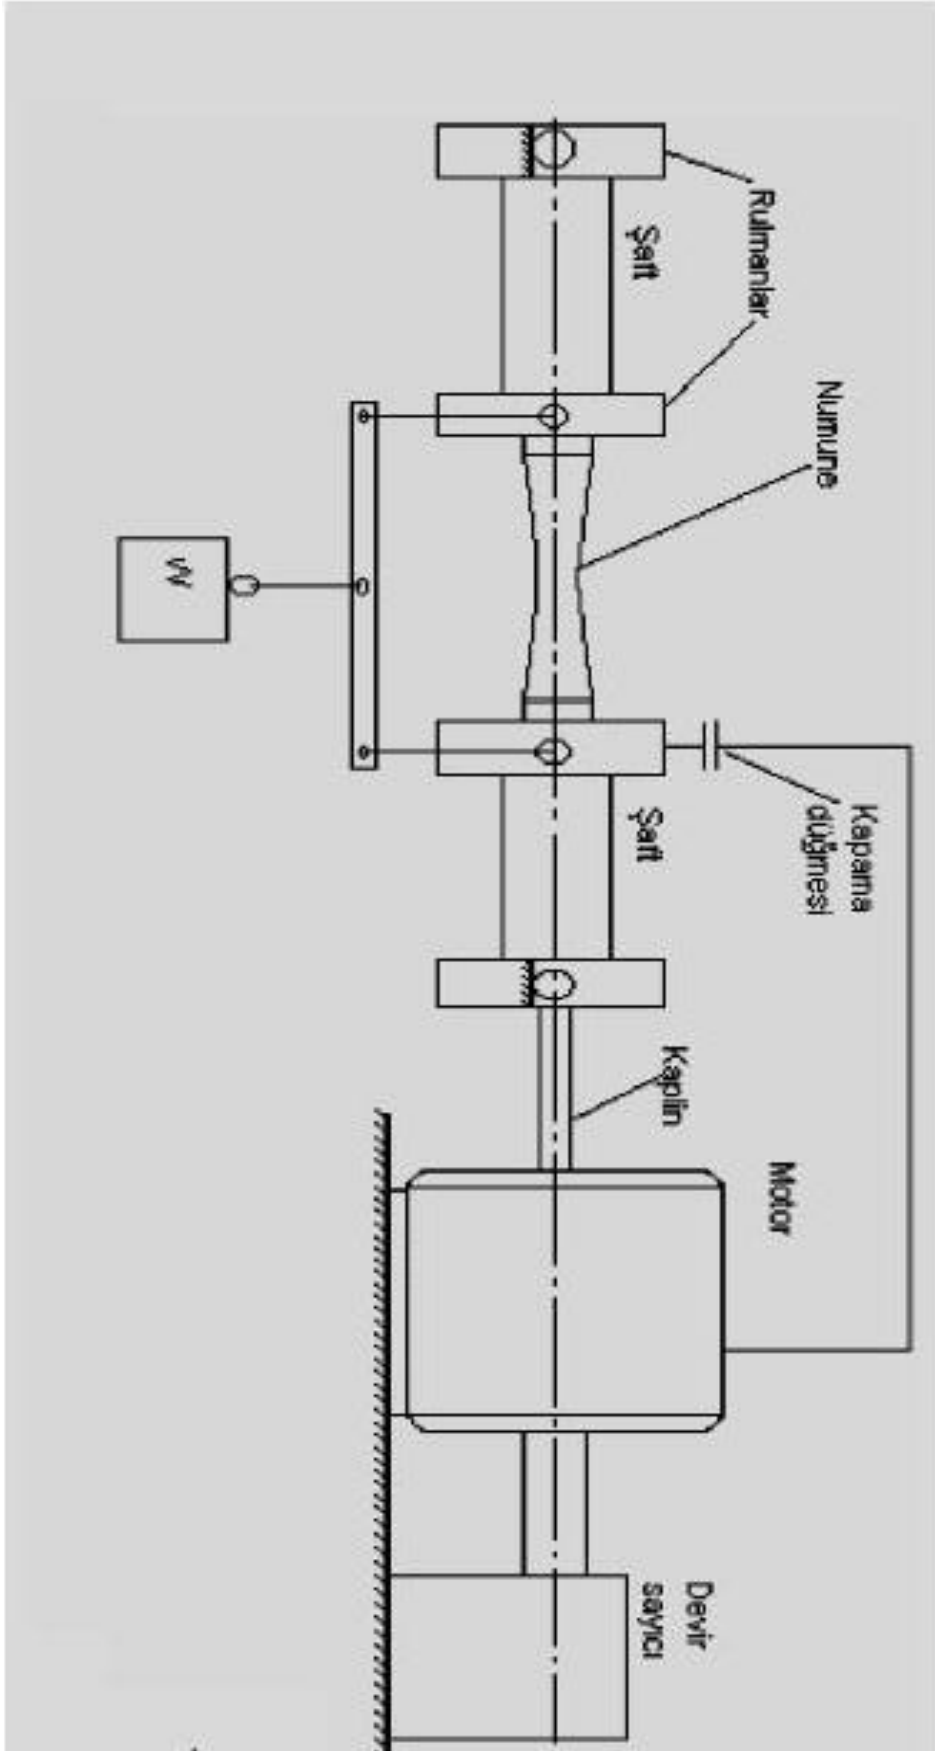 Rulmanlar
Şaft
Numune
W
Kapama
düğmesi
Şaft
Kaplin
Motor
Devir
sayıcı